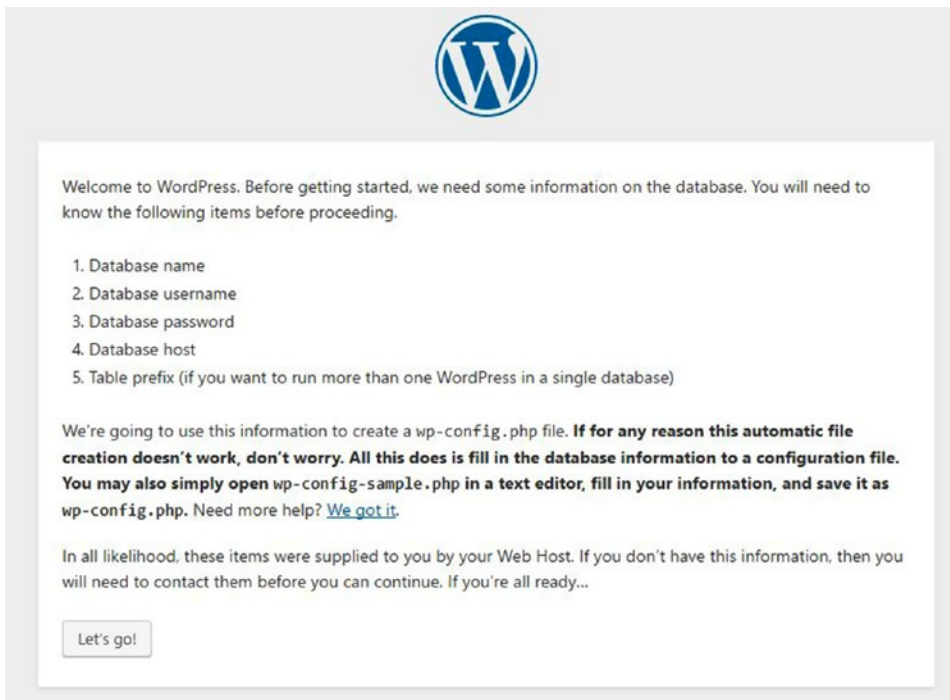 Welcome to WordPress. Before getting started, we need some information on the database. You will need to
know the following items before proceeding.
1. Database name
2. Database username
3. Database password
4. Database host
5. Table prefix (if you want to run more than one WordPress in a single database)
We're going to use this information to create a wp-config.php file. If for any reason this automatic file
creation doesn't work, don't worry. All this does is fill in the database information to a configuration file.
You may also simply open wp-config-sample.php in a text editor, fill in your information, and save it as
wp-config.php. Need more help? We got it.
In all likelihood, these items were supplied to you by your Web Host. If you don't have this information, then you
will need to contact them before you can continue. If you're all ready...
Let's go!